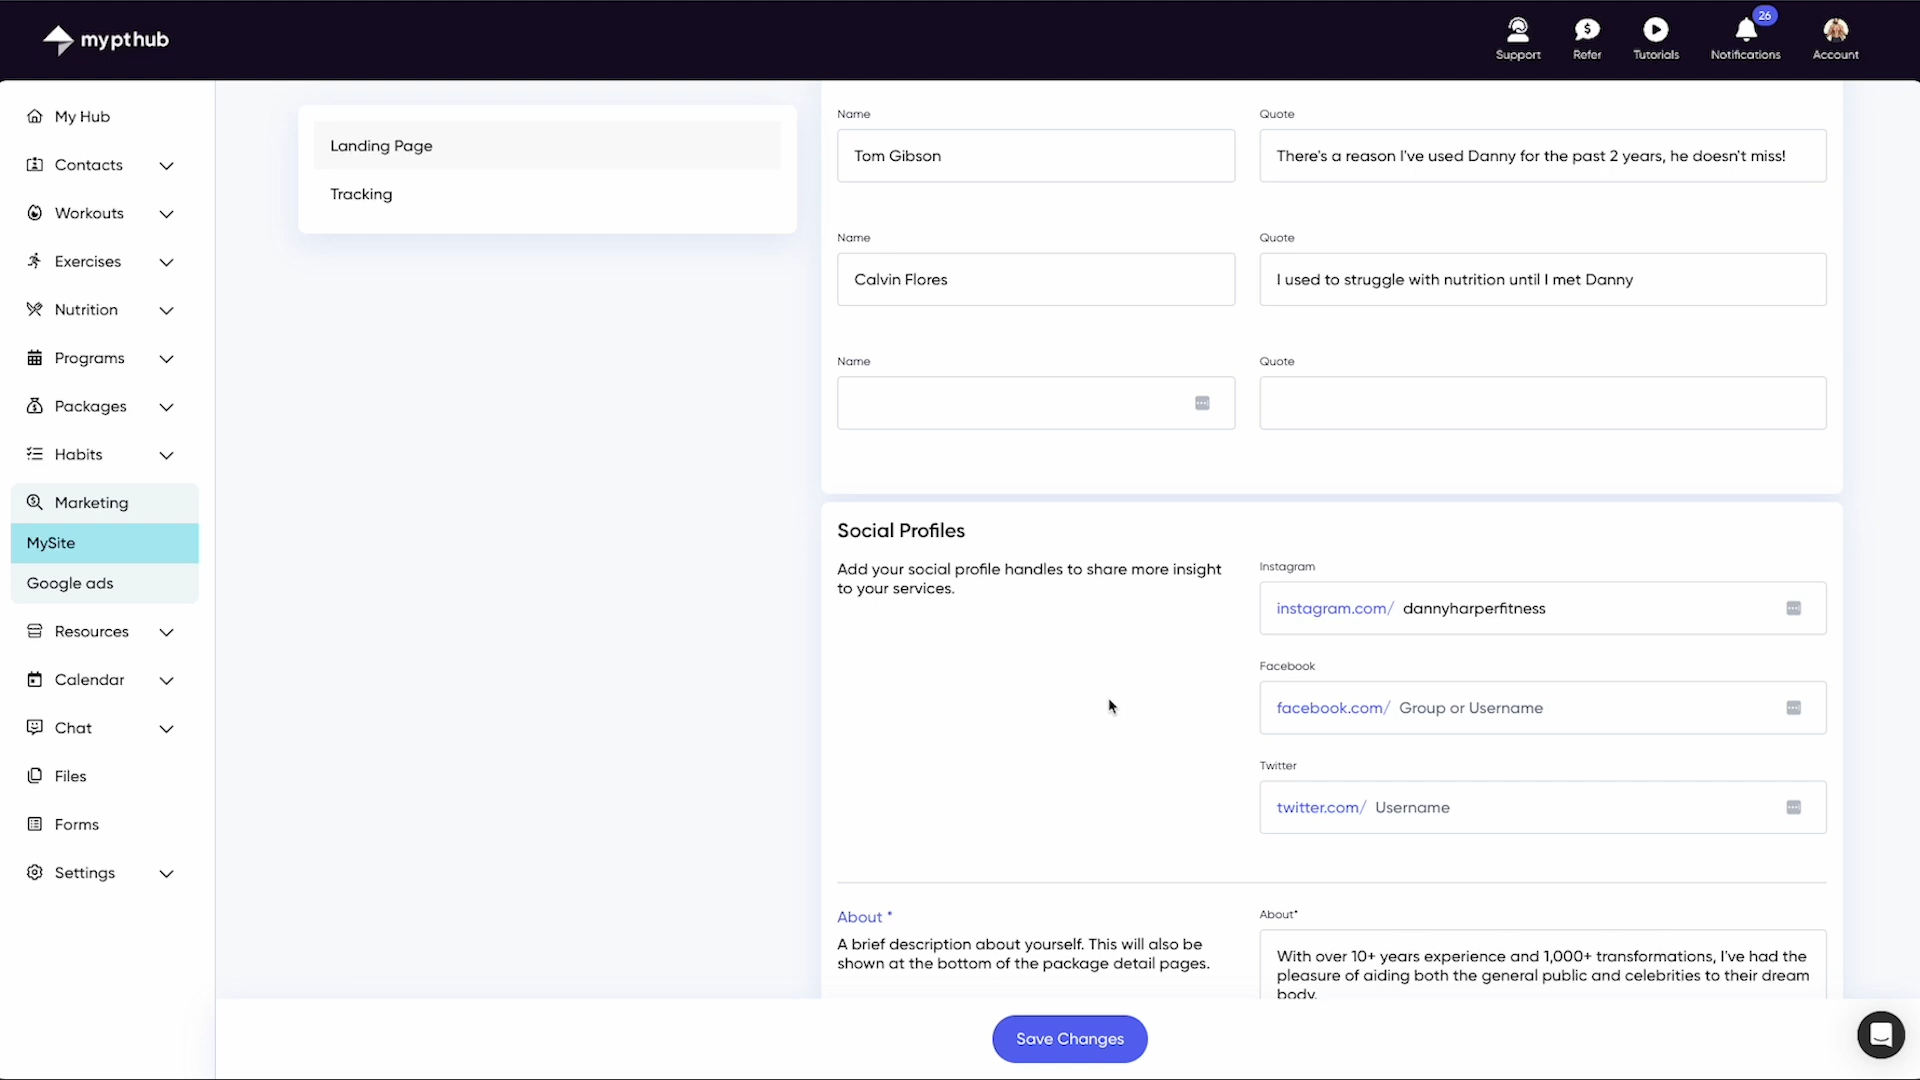 mypthub
Support
Refer
Tutorials
26
Notifications
Account
My Hub
Contacts
Workouts
Exercises
Nutrition
Programs
Packages
Habits
Marketing
MySite
Google ads
Resources
Calendar
Chat
Files
Forms
Settings
Landing Page
Tracking
Name
Quote
Tom Gibson
There's a reason I've used Danny for the past 2 years, he doesn't miss!
Name
Quote
Calvin Flores
I used to struggle with nutrition until I met Danny
Name
Quote
Social Profiles
Add your social profile handles to share more insight
to your services.
Instagram
instagram.com/ dannyharperfitness
Facebook
facebook.com/ Group or Username
Twitter
twitter.com/ Username
About *
A brief description about yourself. This will also be
shown at the bottom of the package detail pages.
About*
With over 10+ years experience and 1,000+ transformations, I've had the
pleasure of aiding both the general public and celebrities to their dream
body.
Save Changes